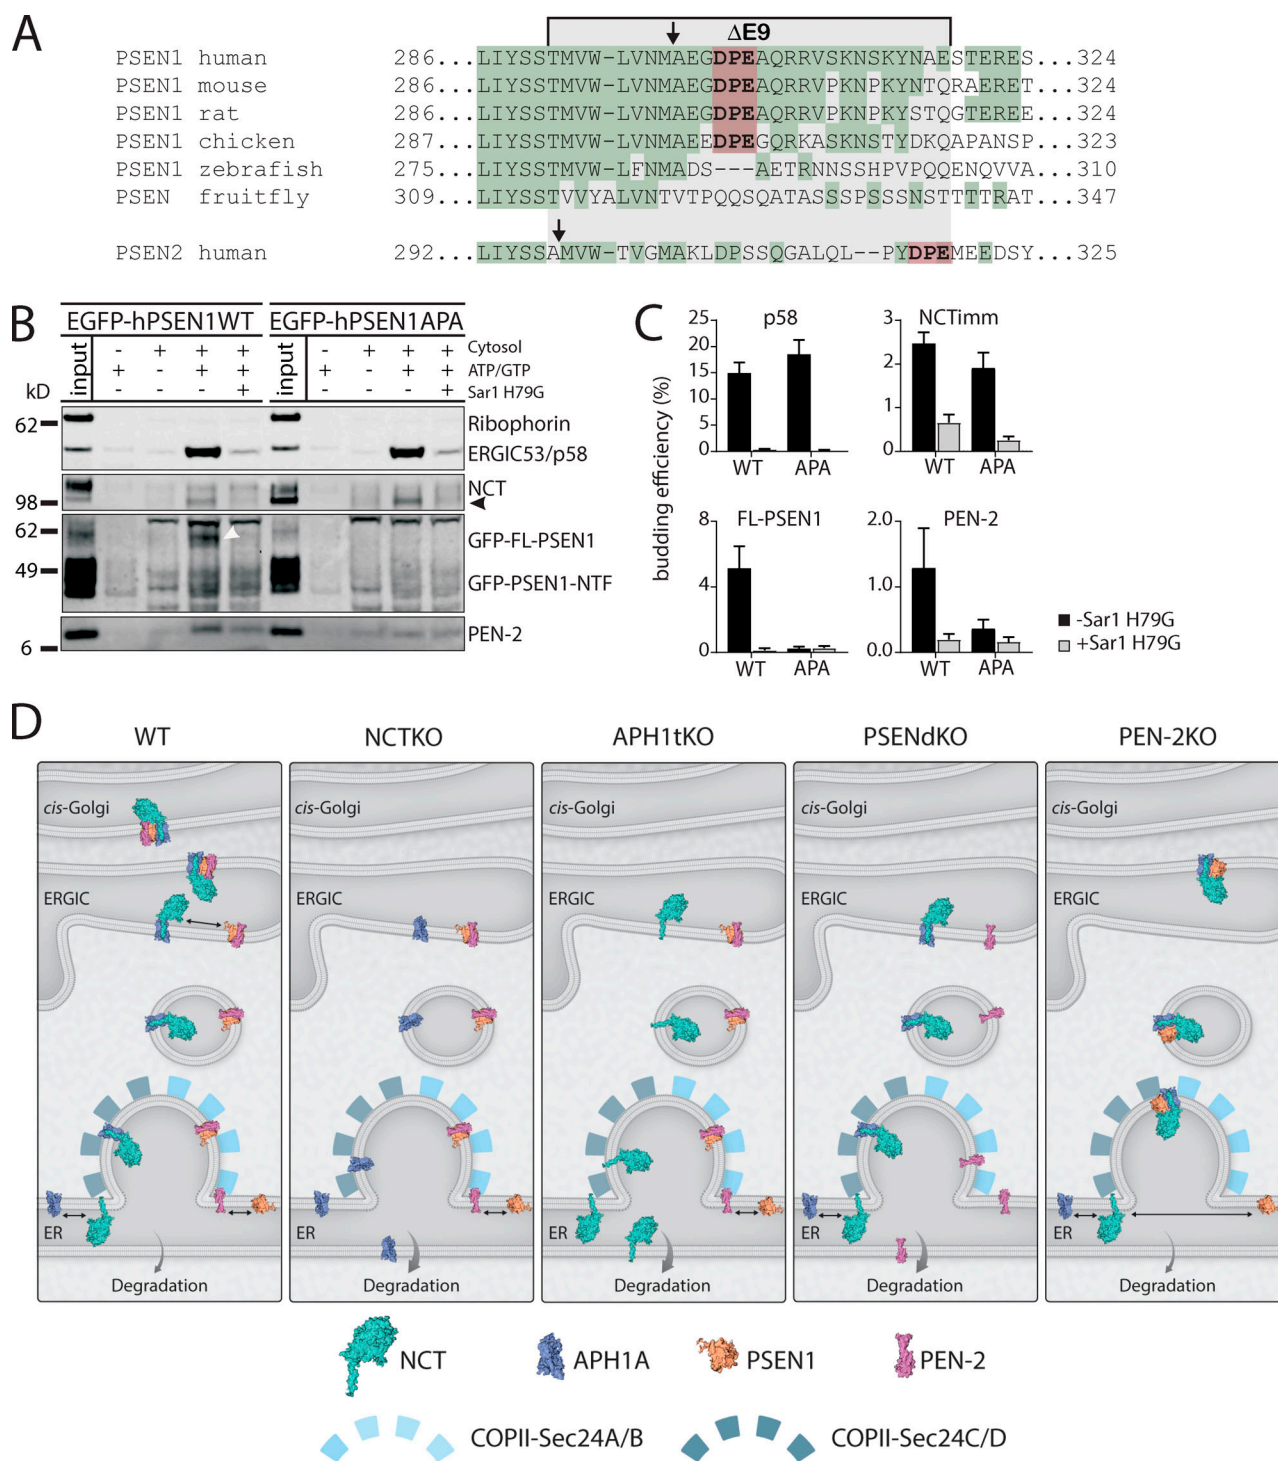 A
ΔE9
PSEN1 human 286...LIYSSTMVW-LVNMAEGDPEAQRRVSKNSKYNAESTERES...324
PSEN1 mouse 286...LIYSSTMVW-LVNMAEGDPEAQRRVPKNPKYNTQRAERET...324
PSEN1 rat 286...LIYSSTMVW-LVNMAEGDPEAQRRVPKNPKYSTQGTEREE...324
PSEN1 chicken 287...LIYSSTMVW-LVNMAEEDPEGQRKASKNSTYDKQAPANSP...323
PSEN1 zebrafish 275...LIYSSTMVW-LFNMADS---AETRNNSSHPVPQQENQVVA...310
PSEN fruitfly 309...LIYSSTVVYALVNTVTPQQSQATASSSPSSSNSTTTTRAT...347
PSEN2 human 292...LIYSSAMVW-TVGMAKLDPSSQGALQL--PYDPEMEEDSY...325
B
EGFP-hPSEN1WT EGFP-hPSEN1APA
input - + + + input - + + + Cytosol
+ - + + + - + + ATP/GTP
kD - - - + - - - + Sar1 H79G
62 Ribophorin
ERGIC53/p58
NCT
98
62 GFP-FL-PSEN1
49 GFP-PSEN1-NTF
PEN-2
6
C
budding efficiency (%)
p58
25
20
15
10
5
0
WT APA
NCTimm
3
2
1
0
WT APA
FL-PSEN1
8
4
0
WT APA
PEN-2
2.0
1.0
0.0
WT APA
-Sar1 H79G
+Sar1 H79G
D
WT NCTKO APH1tKO PSENdKO PEN-2KO
cis-Golgi cis-Golgi cis-Golgi cis-Golgi cis-Golgi
ERGIC ERGIC ERGIC ERGIC ERGIC
ER ER ER ER ER
Degradation Degradation Degradation Degradation Degradation
NCT APH1A PSEN1 PEN-2
COPII-Sec24A/B COPII-Sec24C/D